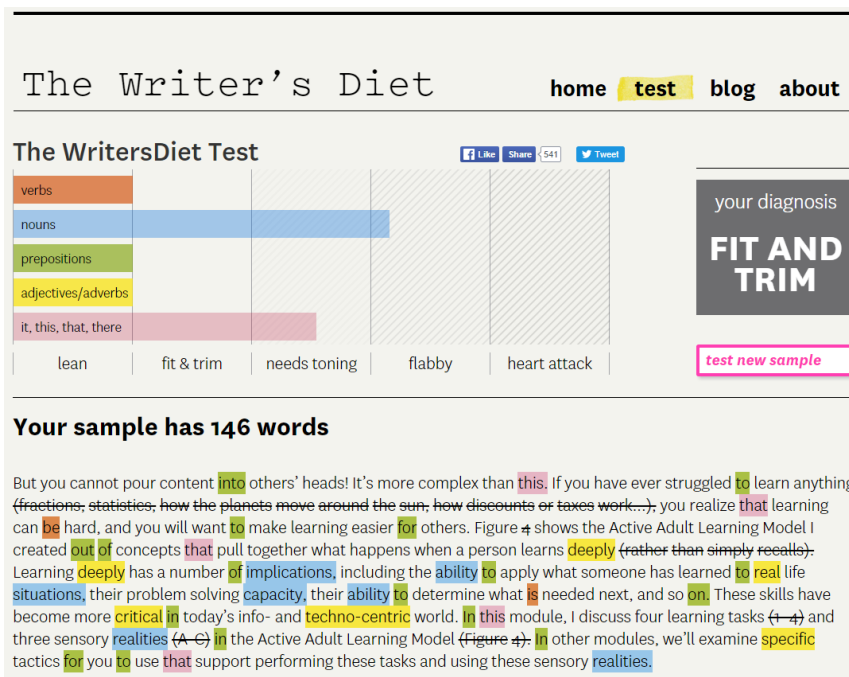 The Writer's Diet
home test blog about
The WritersDiet Test
Like Share 541 Tweet
verbs
nouns
prepositions
adjectives/adverbs
it, this, that, there
lean fit & trim needs toning flabby heart attack
your diagnosis
FIT AND
TRIM
test new sample
Your sample has 146 words
But you cannot pour content into others' heads! It's more complex than this. If you have ever struggled to learn anything
(fractions, statistics, how the planets move around the sun, how discounts or taxes work...), you realize that learning
can be hard, and you will want to make learning easier for others. Figure 4 shows the Active Adult Learning Model I
created out of concepts that pull together what happens when a person learns deeply (rather than simply recalls).
Learning deeply has a number of implications, including the ability to apply what someone has learned to real life
situations, their problem solving capacity, their ability to determine what is needed next, and so on. These skills have
become more critical in today's info- and techno-centric world. In this module, I discuss four learning tasks (1-4) and
three sensory realities (A-C) in the Active Adult Learning Model (Figure 4). In other modules, we'll examine specific
tactics for you to use that support performing these tasks and using these sensory realities.